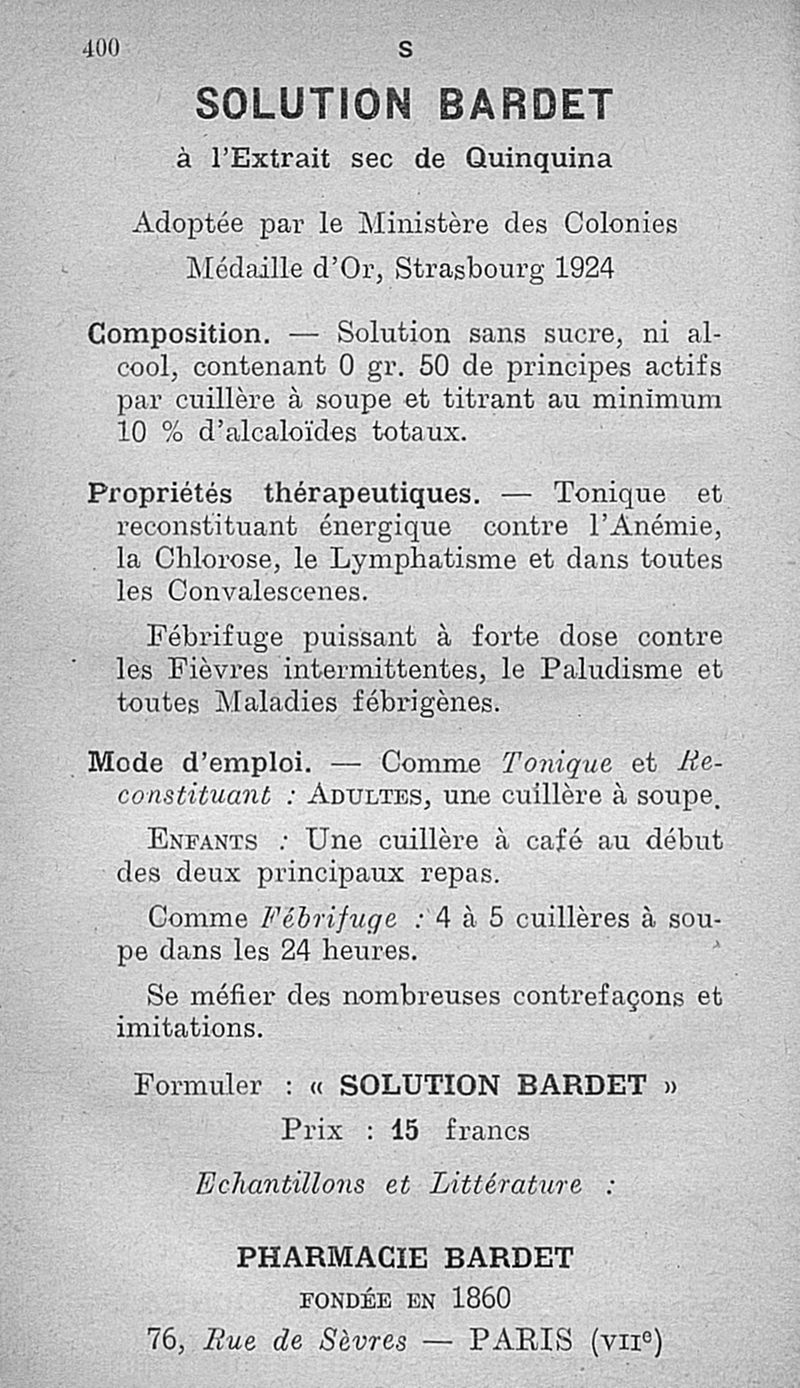 400
S
SOLUTION BARDET
à l'Extrait sec de Quinquina
Adoptée par le Ministère des Colonies
Médaille d'Or, Strasbourg 1924
Composition. — Solution sans sucre, ni al-
cool, contenant 0 gr. 50 de principes actifs
par cuillère à soupe et titrant au minimum
10 % d'alcaloïdes totaux.
Propriétés thérapeutiques. — Tonique et
reconstituant énergique contre l'Anémie,
la Chlorose, le Lymphatisme et dans toutes
les Convalescenes.
Fébrifuge puissant à forte dose contre
les Fièvres intermittentes, le Paludisme et
toutes Maladies fébrigènes.
Mode d'emploi. — Comme Tonique et Re-
constituant : ADULTES, une cuillère à soupe.
ENFANTS : Une cuillère à café au début
des deux principaux repas.
Comme Fébrifuge : 4 à 5 cuillères à sou-
pe dans les 24 heures.
Se méfier des nombreuses contrefaçons et
imitations.
Formuler : « SOLUTION BARDET »
Prix : 15 francs
Echantillons et Littérature :
PHARMACIE BARDET
FONDÉE EN 1860
76, Rue de Sèvres — PARIS (VIIe)